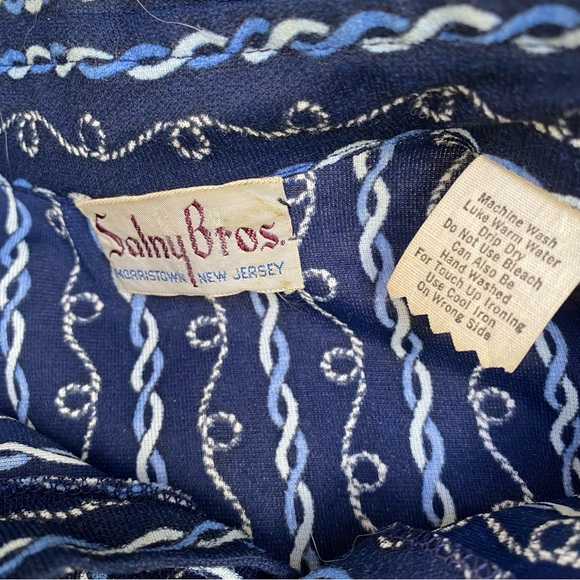 Salny Bros.
MORRISTOWN, NEW JERSEY
Machine Wash
Luke Warm Water
Drip Dry
Do Not Use Bleach
Can Also Be
Hand Washed
For Touch Up Ironing
Use Cool Iron
On Wrong Side